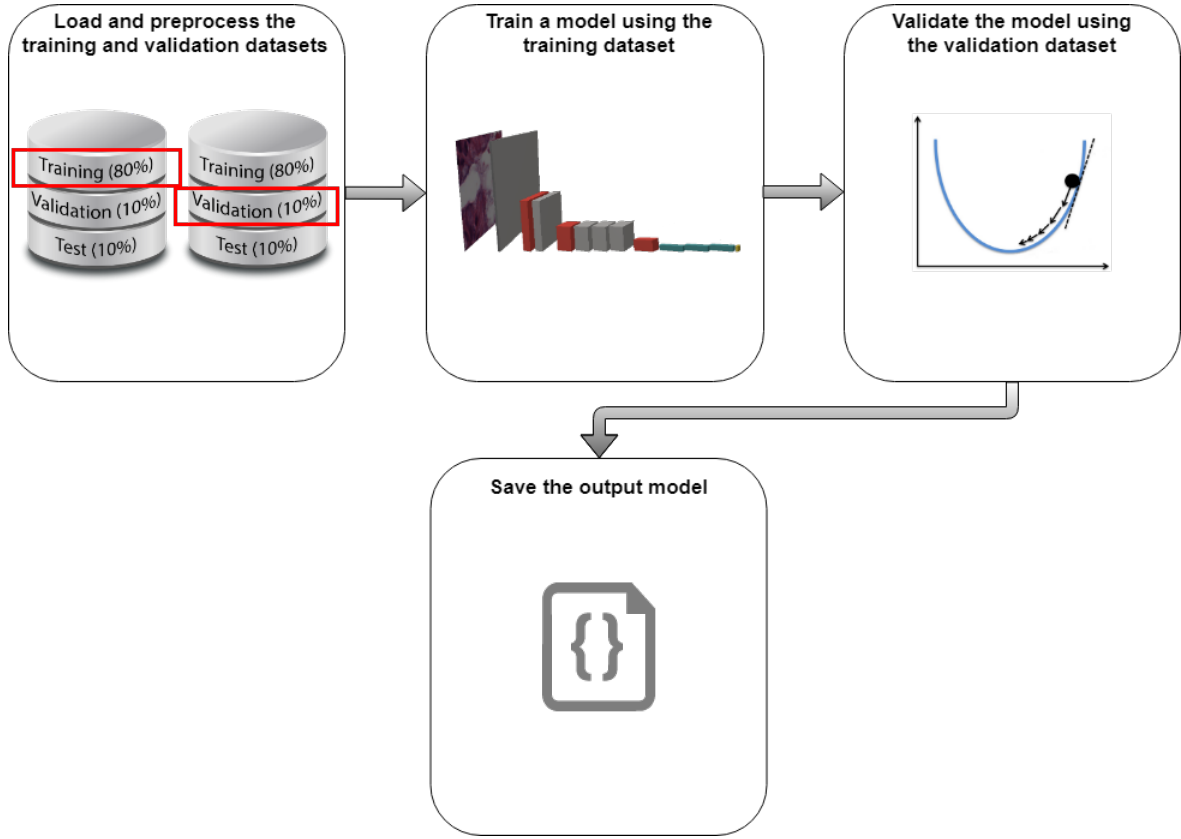 Load and preprocess the
training and validation datasets
Training (80%)
Validation (10%)
Test (10%)
Training (80%)
Validation (10%)
Test (10%)
Train a model using the
training dataset
Validate the model using
the validation dataset
Save the output model
{}